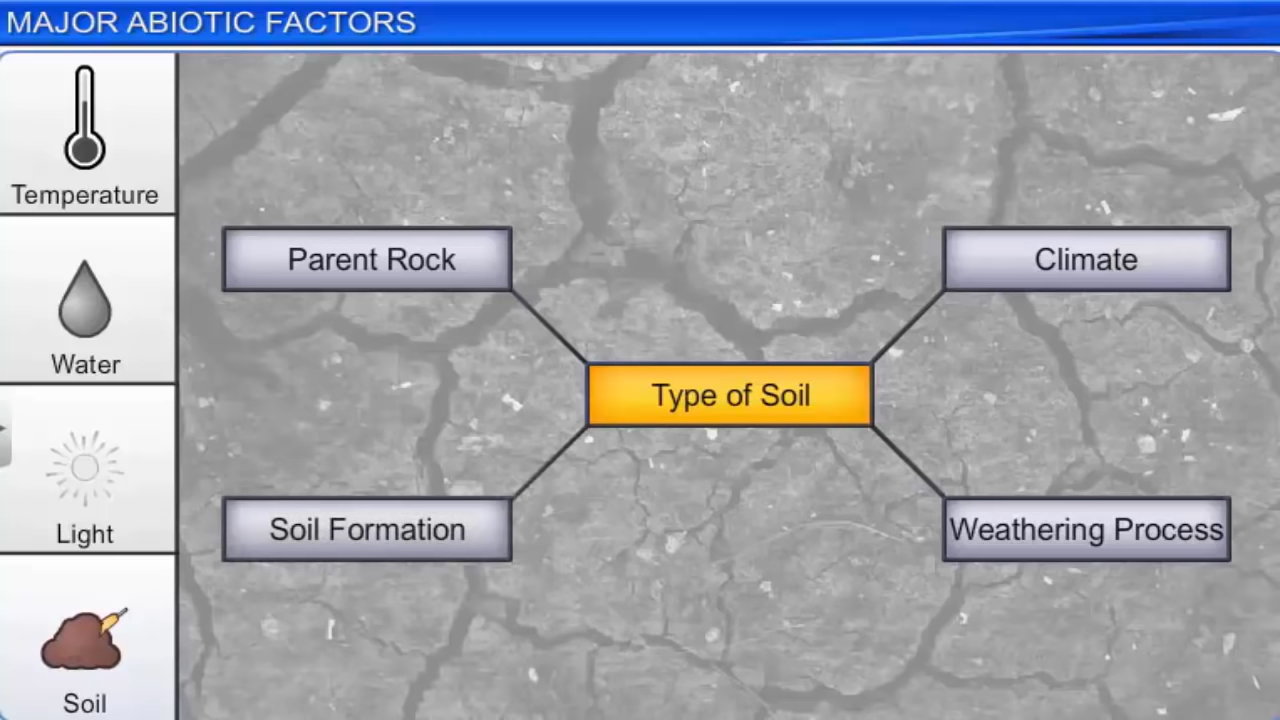 MAJOR ABIOTIC FACTORS
Temperature
Water
Light
Soil
Parent Rock
Climate
Type of Soil
Soil Formation
Weathering Process